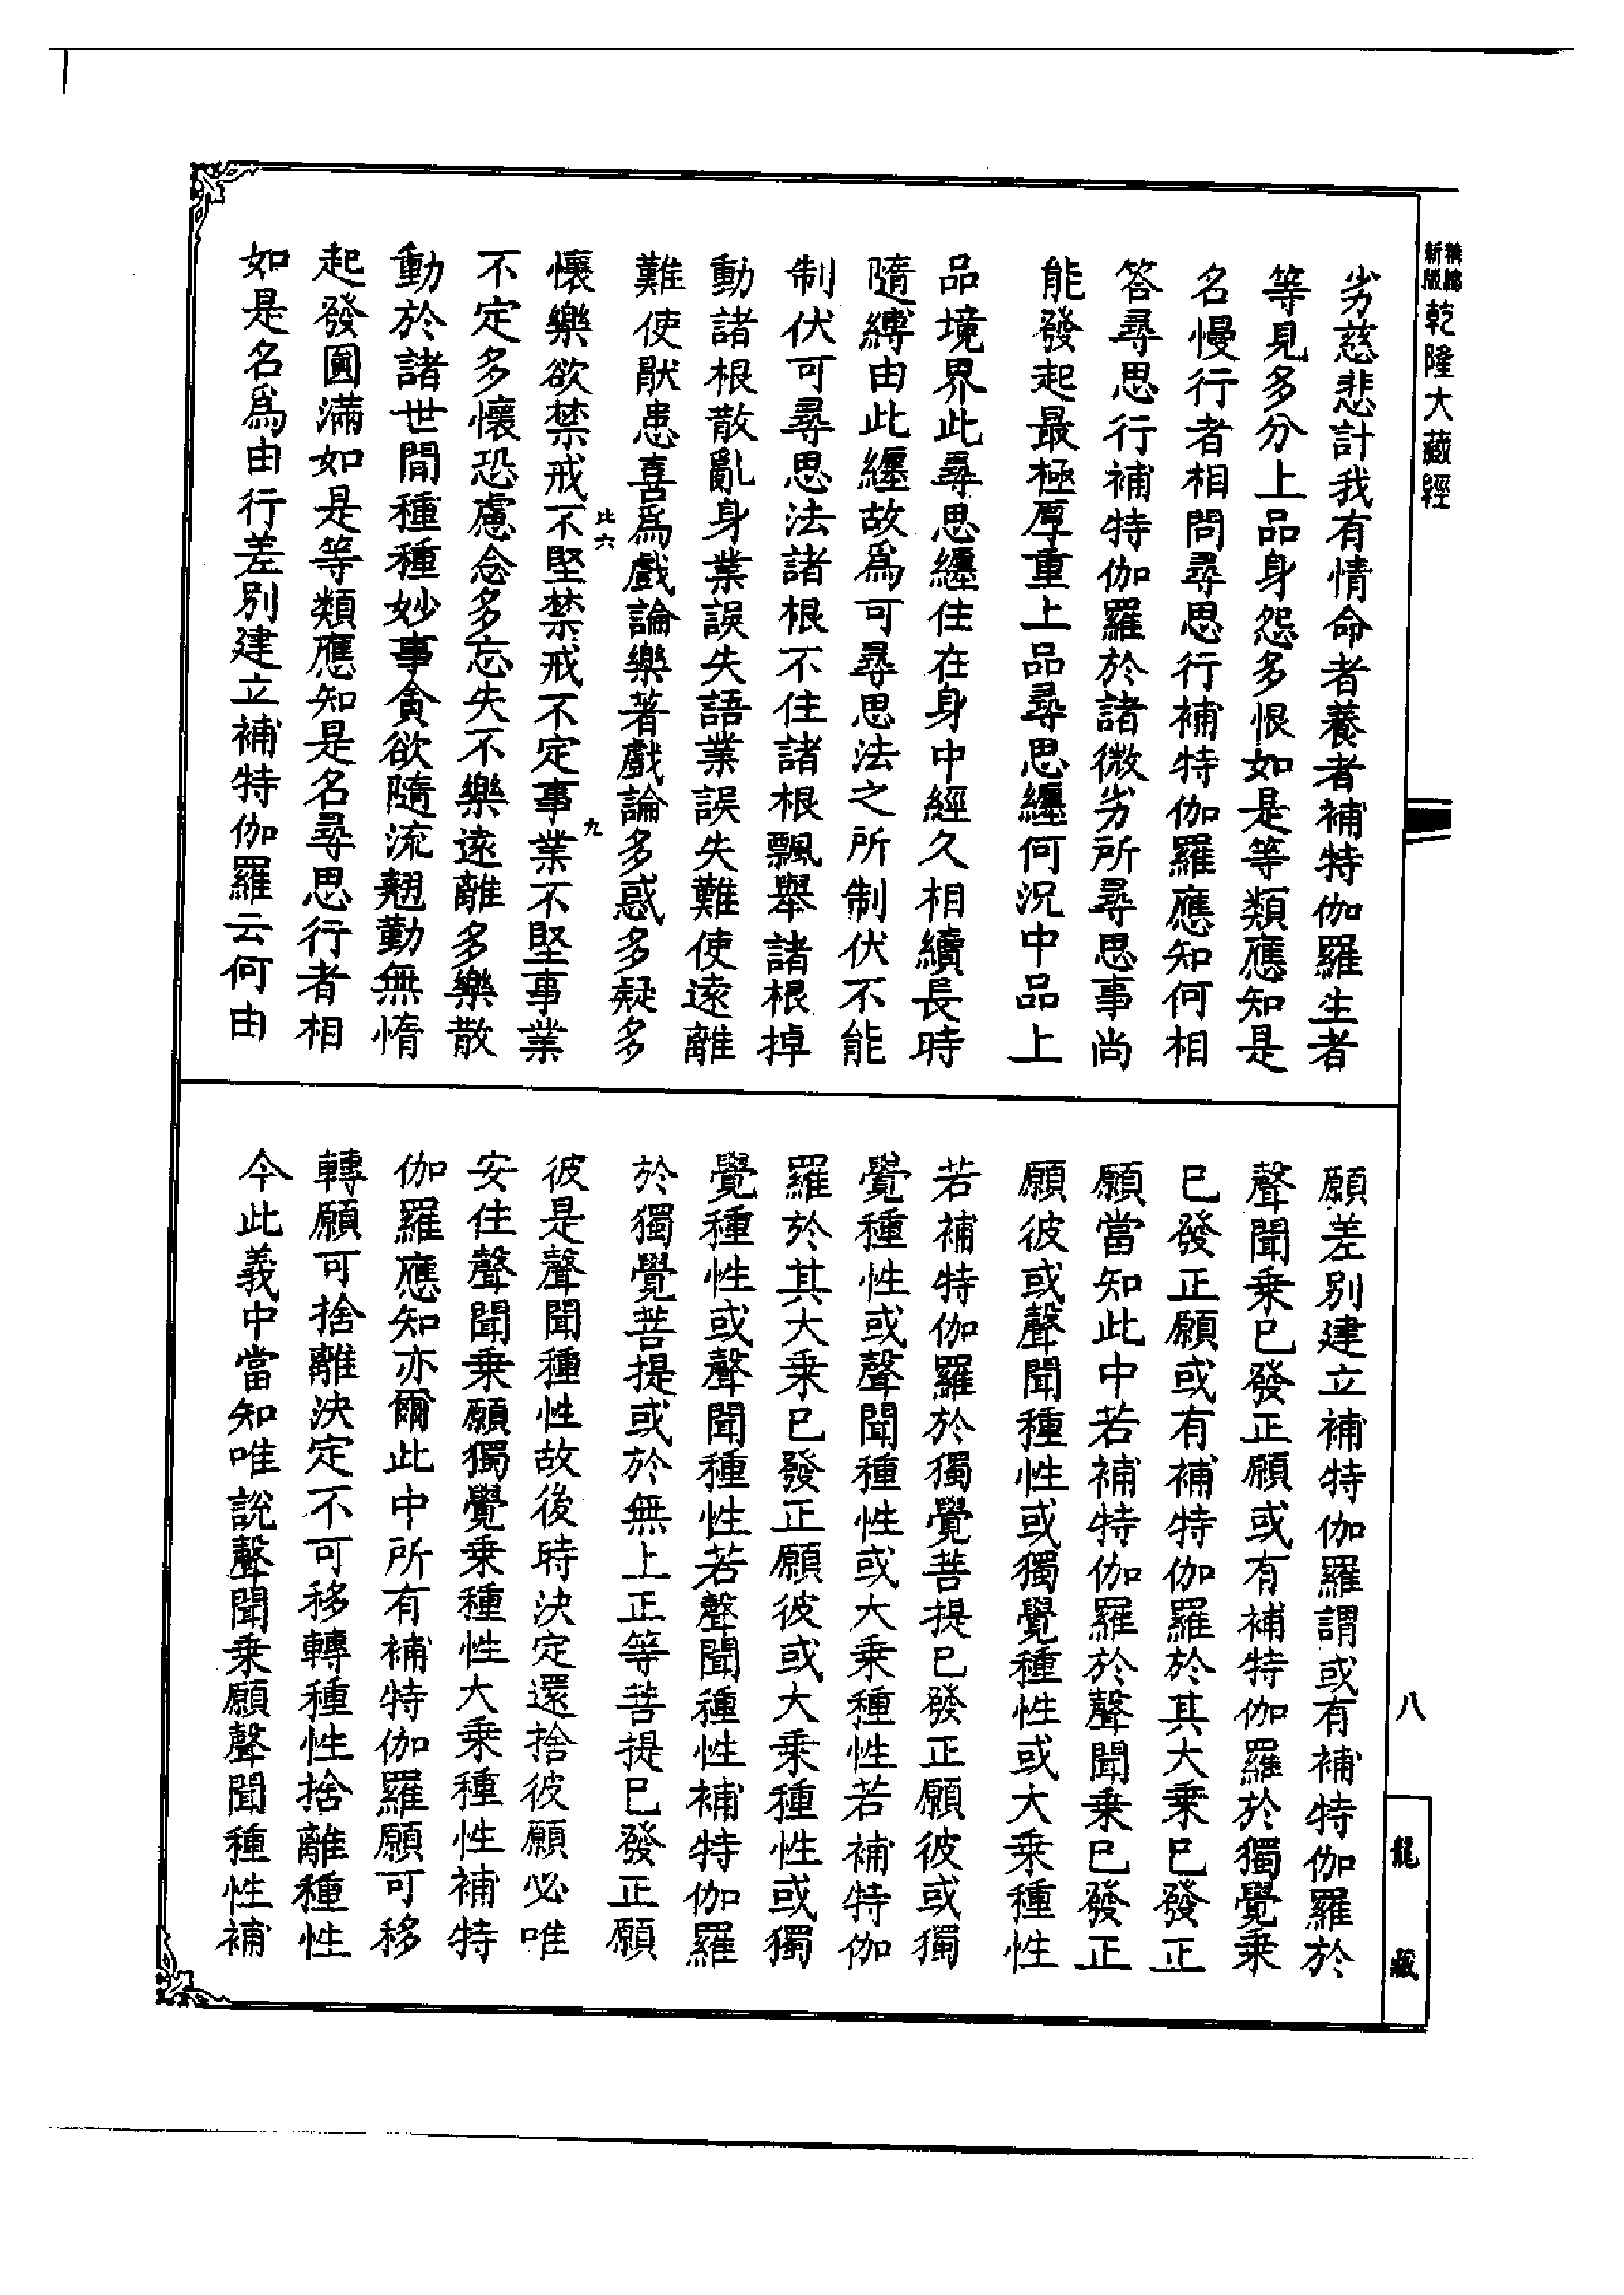 新版
乾隆大藏經
劣慈悲計我有情命者養者補特伽羅生者
等見多分上品身怨多恨如是等類應知是
名慢行者相問尋思行補特伽羅應知何相
答尋思行補特伽羅於諸微劣所尋思事尚
能發起最極厚重上品尋思纏何況中品上
品境界此尋思纏住在身中經久相續長時
隨縛由此纏故爲可尋思法之所制伏不能
制伏可尋思法諸根不住諸根飄舉諸根掉
動諸根散亂身業誤失語業誤失難使遠離
難使猒患喜爲戲論樂著戲論多惑多疑多
懷樂欲禁戒不堅禁戒不定事業不堅事業
比六
九
不定多懷恐慮念多忘失不樂遠離多樂散
動於諸世間種種妙事貪欲隨流翹勤無惰
起發圓滿如是等類應知是名尋思行者相
如是名爲由行差別建立補特伽羅云何由
願差別建立補特伽羅謂或有補特伽羅於
聲聞乗巳發正願或有補特伽羅於獨覺乗
巳發正願或有補特伽羅於其大乗巳發正
願當知此中若補特伽羅於聲聞乗巳發正
願彼或聲聞種性或獨覺種性或大乗種性
若補特伽羅於獨覺菩提巳發正願彼或獨
覺種性或聲聞種性或大乗種性若補特伽
羅於其大乗巳發正願彼或大乗種性或獨
覺種性或聲聞種性若聲聞種性補特伽羅
於獨覺菩提或於無上正等菩提巳發正願
彼是聲聞種性故後時決定還捨彼願必唯
安住聲聞乗願獨覺乗種性大乗種性補特
伽羅應知亦爾此中所有補特伽羅願可移
轉願可捨離決定不可移轉種性捨離種性
今此義中當知唯說聲聞乗願聲聞種性補
八
龍藏